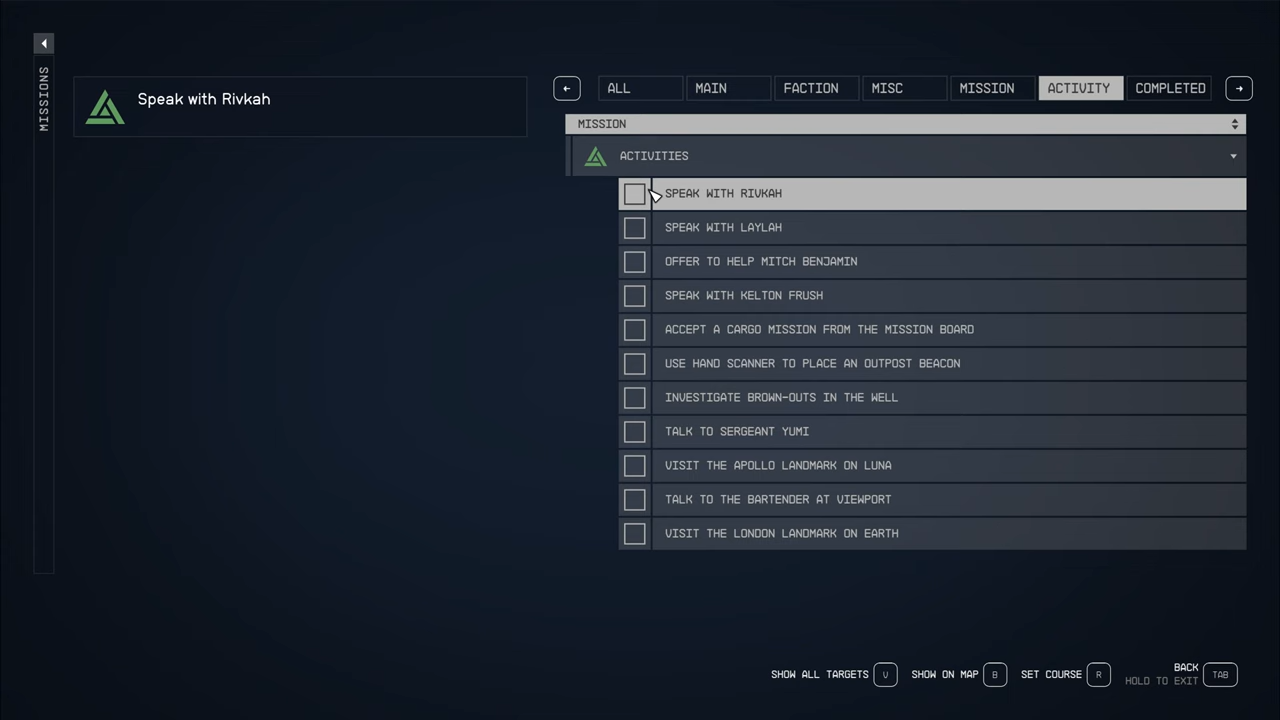 MISSIONS
Speak with Rivkah
ALL MAIN FACTION MISC MISSION ACTIVITY COMPLETED
MISSION
ACTIVITIES
SPEAK WITH RIVKAH
SPEAK WITH LAYLAH
OFFER TO HELP MITCH BENJAMIN
SPEAK WITH KELTON FRUSH
ACCEPT A CARGO MISSION FROM THE MISSION BOARD
USE HAND SCANNER TO PLACE AN OUTPOST BEACON
INVESTIGATE BROWN-OUTS IN THE WELL
TALK TO SERGEANT YUMI
VISIT THE APOLLO LANDMARK ON LUNA
TALK TO THE BARTENDER AT VIEWPORT
VISIT THE LONDON LANDMARK ON EARTH
SHOW ALL TARGETS V SHOW ON MAP B SET COURSE R BACK TAB
HOLD TO EXIT